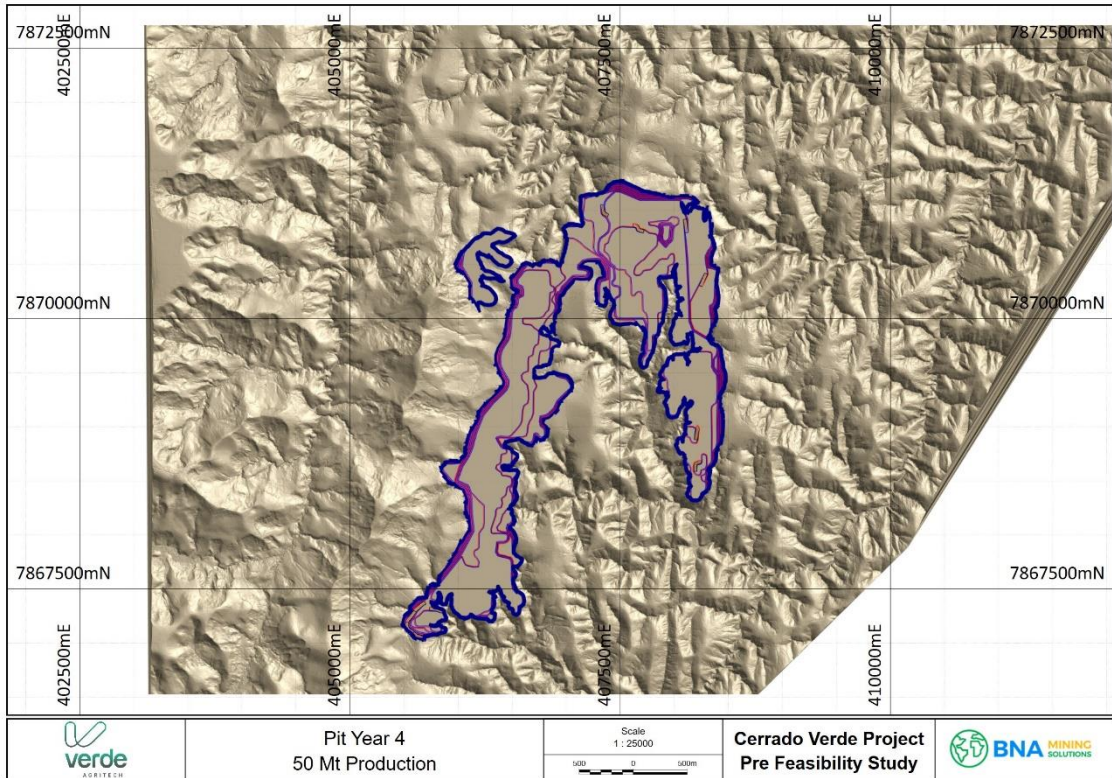 7872500mN
402500mE
405000mE
407500mE
410000mE
7872500mN
7870000mN
7870000mN
7867500mN
7867500mN
402500mE
405000mE
407500mE
410000mE
verde
AGRITECH
Pit Year 4
50 Mt Production
Scale
1 : 25000
500 0 500m
Cerrado Verde Project
Pre Feasibility Study
BNA MINING
SOLUTIONS